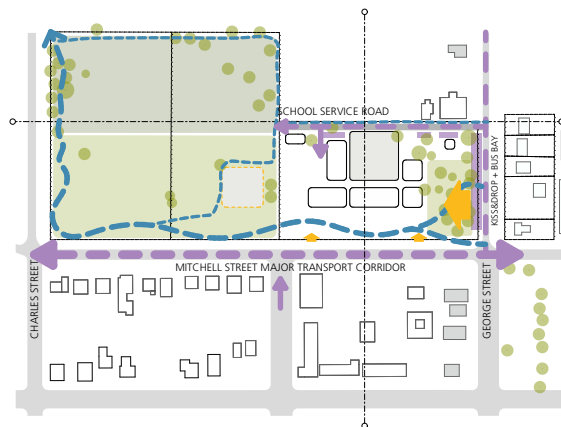 SCHOOL SERVICE ROAD
KISS&DROP + BUS BAY
MITCHELL STREET MAJOR TRANSPORT CORRIDOR
CHARLES STREET
GEORGE STREET